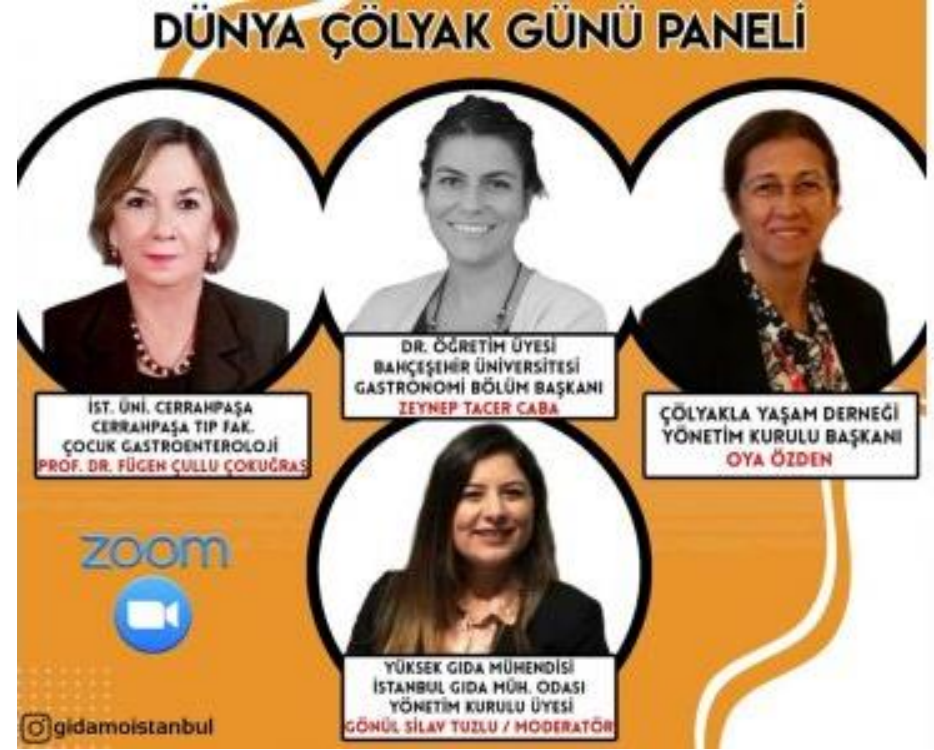 DÜNYA ÇÖLYAK GÜNÜ PANELİ
İST. ÜNİ. CERRAHPAŞA
CERRAHPAŞA TIP FAK.
ÇOCUK GASTROENTEROLOJİ
PROF. DR. FÜGEN ÇULLU ÇOKUĞRAŞ
DR. ÖĞRETİM ÜYESİ
BAHÇEŞEHİR ÜNİVERSİTESİ
GASTRONOMİ BÖLÜM BAŞKANI
ZEYNEP TACER CABA
ÇÖLYAKLA YAŞAM DERNEĞİ
YÖNETİM KURULU BAŞKANI
OYA ÖZDEN
zoom
YÜKSEK GIDA MÜHENDİSİ
İSTANBUL GIDA MÜH. ODASI
YÖNETİM KURULU ÜYESİ
GÖNÜL SİLAV TUZLU / MODERATÖR
gidamoistanbul